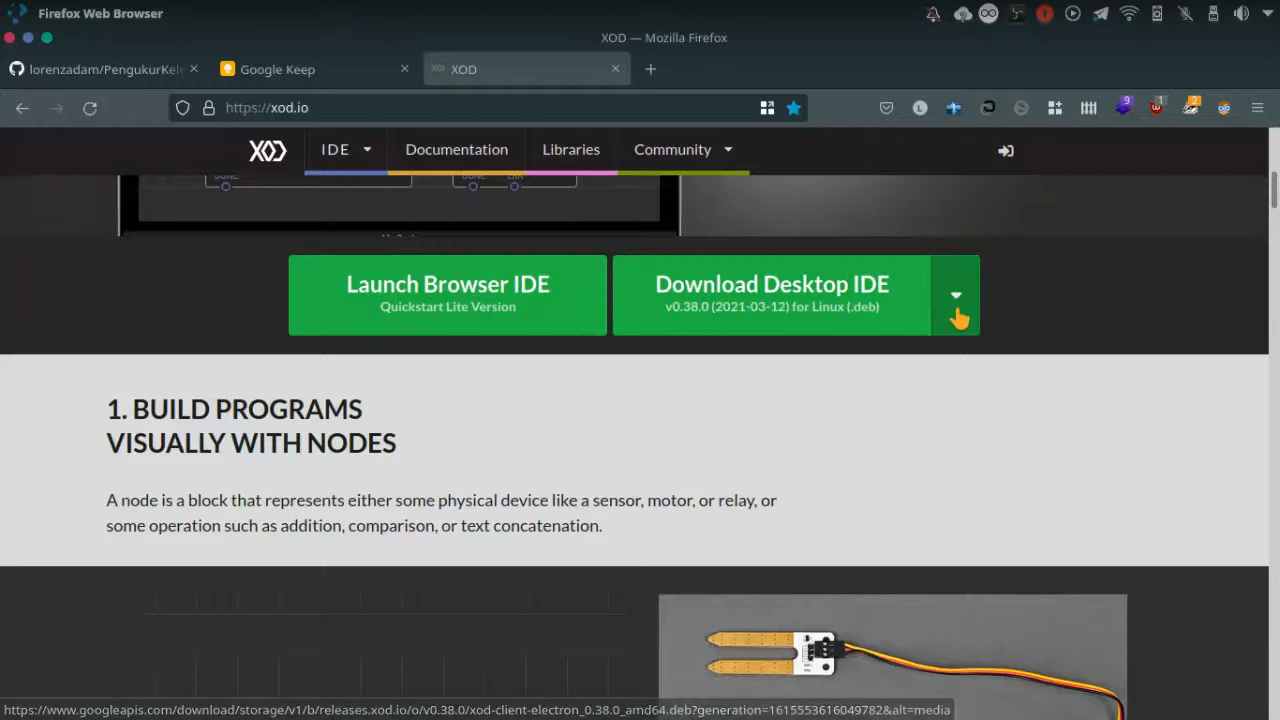 Firefox Web Browser
XOD — Mozilla Firefox
lorenzadam/PengukurKele
Google Keep
XOD
https://xod.io
9
1
2
XOD
IDE
Documentation
Libraries
Community
Launch Browser IDE
Quickstart Lite Version
Download Desktop IDE
v0.38.0 (2021-03-12) for Linux (.deb)
1. BUILD PROGRAMS
VISUALLY WITH NODES
A node is a block that represents either some physical device like a sensor, motor, or relay, or
some operation such as addition, comparison, or text concatenation.
https://www.googleapis.com/download/storage/v1/b/releases.xod.io/o/v0.38.0/xod-client-electron_0.38.0_amd64.deb?generation=1615553616049782&alt=media